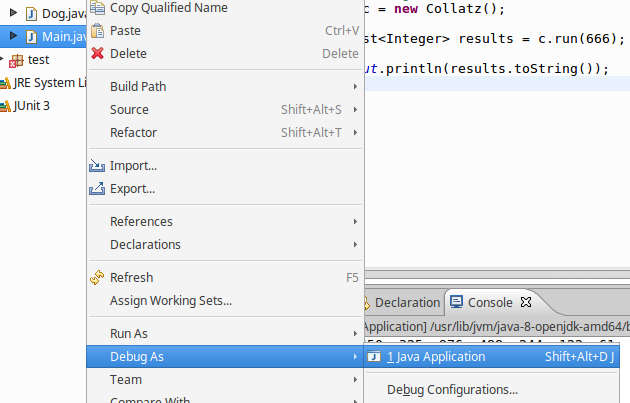 Dog.java
Main.jav
test
JRE System Li
JUnit 3
Copy Qualified Name
Paste Ctrl+V
Delete Delete
Build Path
Source Shift+Alt+S
Refactor Shift+Alt+T
Import...
Export...
References
Declarations
Refresh F5
Assign Working Sets...
Run As
Debug As
Team
Compare With
c = new Collatz();
st<Integer> results = c.run(666);
ut.println(results.toString());
Declaration Console
Application] /usr/lib/jvm/java-8-openjdk-amd64/b
1 Java Application Shift+Alt+D J
Debug Configurations...